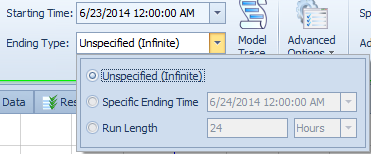 Starting Time: 6/23/2014 12:00:00 AM
Ending Type: Unspecified (Infinite)
Model Trace
Advanced Options
Unspecified (Infinite)
Specific Ending Time 6/24/2014 12:00:00 AM
Run Length 24 Hours
Data